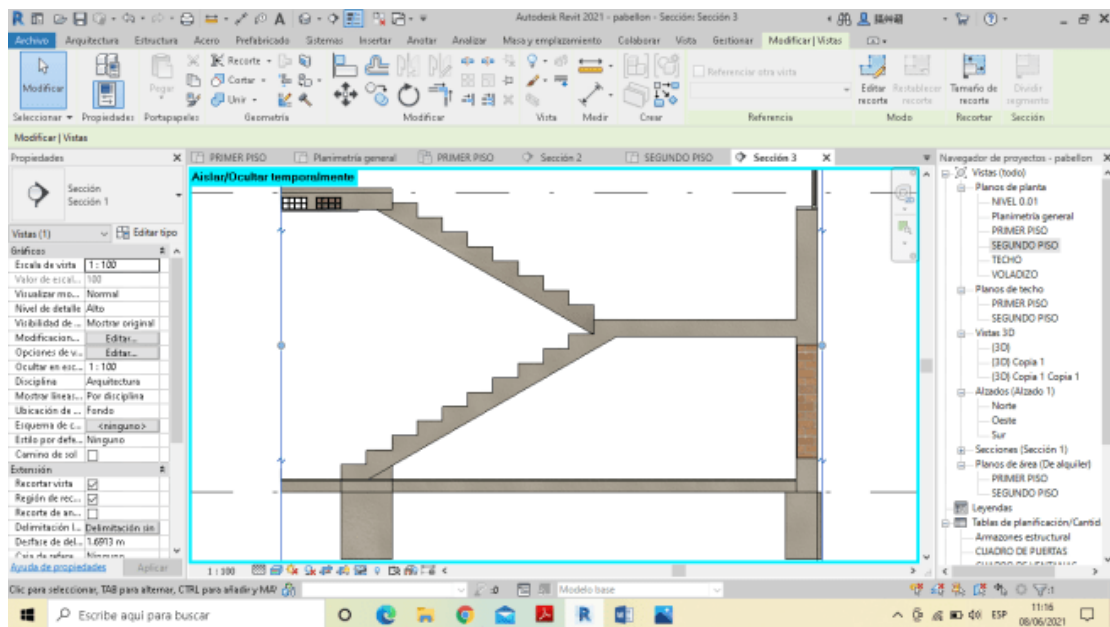 Autodesk Revit 2021 - pabellon - Sección: Sección 3
Archivo Arquitectura Estructura Acero Prefabricado Sistemas Insertar Anotar Analizar Masa y emplazamiento Colaborar Vista Gestionar Modificar | Vistas
Modificar
Pegar
Recorte
Cortar
Unir
Referenciar otra vista
Editar recorte
Restablecer recorte
Tamaño de recorte
Dividir segmento
Seleccionar Propiedades Portapapeles Geometría Modificar Vista Medir Crear Referencia Modo Recortar Sección
Modificar | Vistas
Propiedades
PRIMER PISO Planimetría general PRIMER PISO Sección 2 SEGUNDO PISO Sección 3
Navegador de proyectos - pabellon
Sección
Sección 1
Vistas (1) Editar tipo
Gráficos
Escala de vista 1 : 100
Valor de escal... 100
Visualizar mo... Normal
Nivel de detalle Alto
Visibilidad de ... Mostrar original
Modificacion... Editar...
Opciones de v... Editar...
Ocultar en esc... 1 : 100
Disciplina Arquitectura
Mostrar líneas... Por disciplina
Ubicación de ... Fondo
Esquema de c... <ninguno>
Estilo por defe... Ninguno
Camino de sol
Extensión
Recortar vista
Región de rec...
Recorte de an...
Delimitación l... Delimitación sin
Desfase de del... 1.6913 m
Caja de refere... Ninguno
Ayuda de propiedades Aplicar
Aislar/Ocultar temporalmente
1 : 100
Vistas (todo)
Planos de planta
NIVEL 0.01
Planimetría general
PRIMER PISO
SEGUNDO PISO
TECHO
VOLADIZO
Planos de techo
PRIMER PISO
SEGUNDO PISO
Vistas 3D
(3D)
(3D) Copia 1
(3D) Copia 1 Copia 1
Alzados (Alzado 1)
Norte
Oeste
Sur
Secciones (Sección 1)
Planos de área (De alquiler)
PRIMER PISO
SEGUNDO PISO
Leyendas
Tablas de planificación/Cantid
Armazones estructural
CUADRO DE PUERTAS
CUADRO DE VENTANAS
Clic para seleccionar, TAB para alternar, CTRL para añadir y MAY
:0
Modelo base
Escribe aquí para buscar
ESP
11:16
08/06/2021